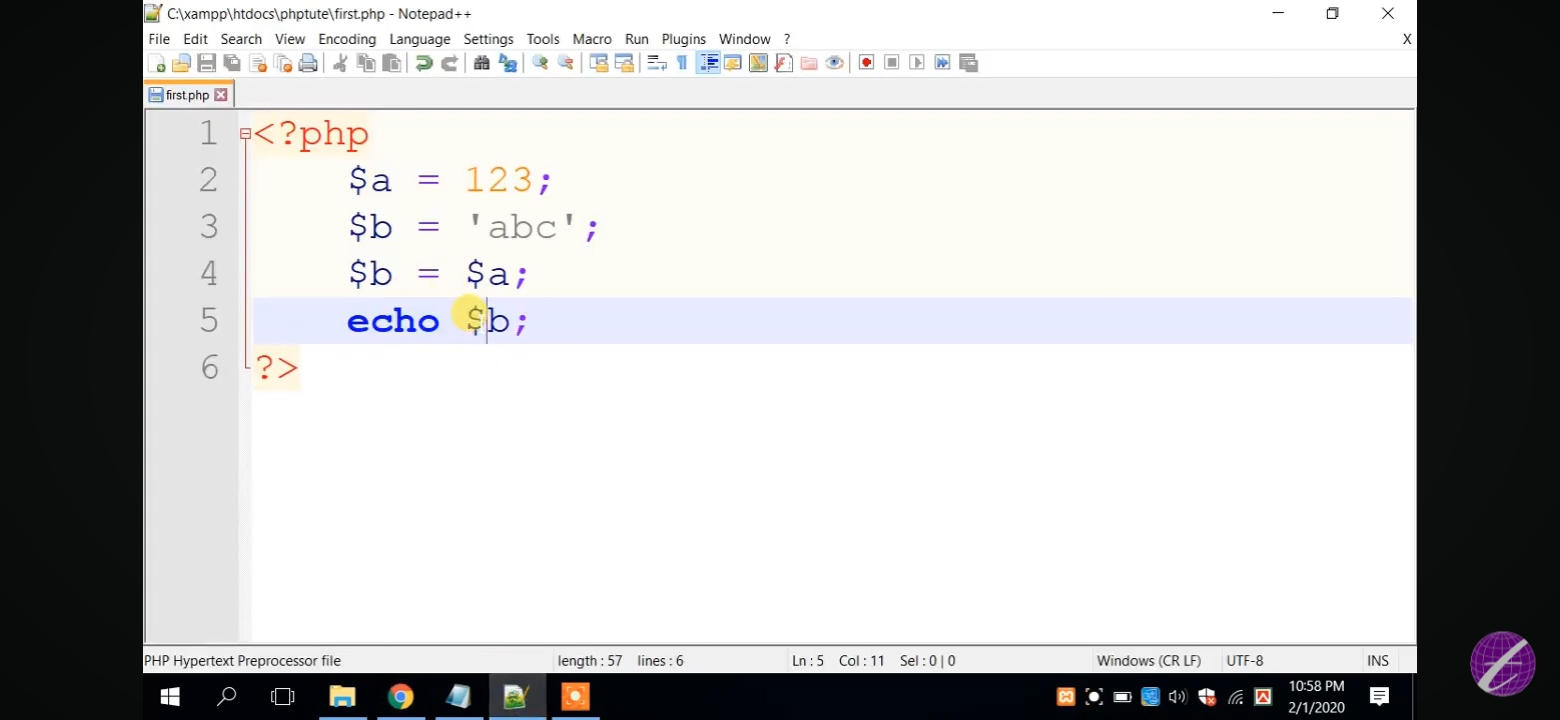 C:\xampp\htdocs\phptute\first.php - Notepad++
File Edit Search View Encoding Language Settings Tools Macro Run Plugins Window ? X
first.php
1 <?php
2 $a = 123;
3 $b = 'abc';
4 $b = $a;
5 echo $b;
6 ?>
PHP Hypertext Preprocessor file length : 57 lines : 6 Ln : 5 Col : 11 Sel : 0 | 0 Windows (CR LF) UTF-8 INS
10:58 PM
2/1/2020